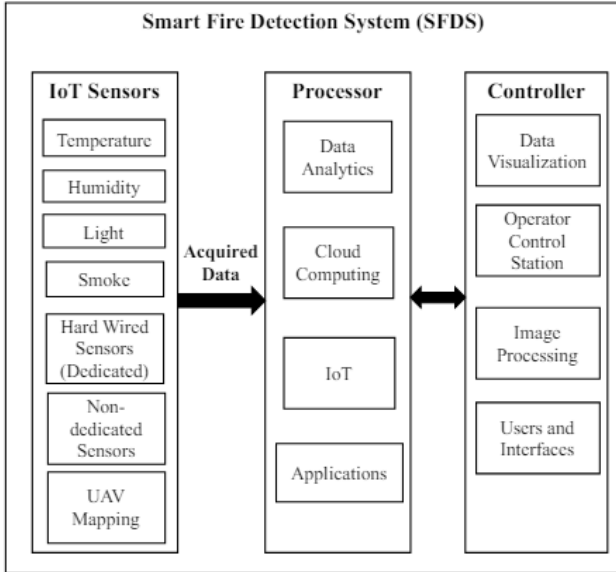 Smart Fire Detection System (SFDS)
IoT Sensors
Temperature
Humidity
Light
Smoke
Hard Wired
Sensors
(Dedicated)
Non-
dedicated
Sensors
UAV
Mapping
Acquired
Data
Processor
Data
Analytics
Cloud
Computing
IoT
Applications
Controller
Data
Visualization
Operator
Control
Station
Image
Processing
Users and
Interfaces